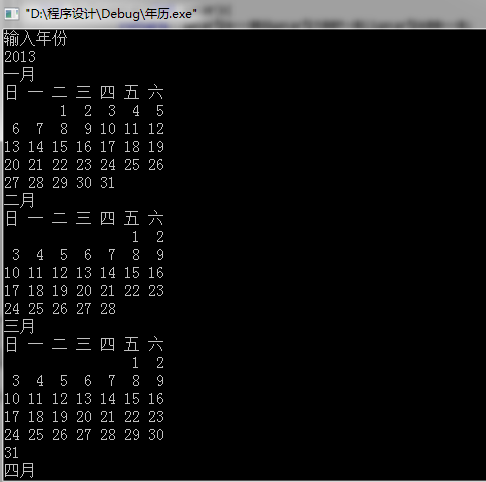 "D:\程序设计\Debug\年历.exe"
输入年份
2013
一月
日 一 二 三 四 五 六
1 2 3 4 5
6 7 8 9 10 11 12
13 14 15 16 17 18 19
20 21 22 23 24 25 26
27 28 29 30 31
二月
日 一 二 三 四 五 六
1 2
3 4 5 6 7 8 9
10 11 12 13 14 15 16
17 18 19 20 21 22 23
24 25 26 27 28
三月
日 一 二 三 四 五 六
1 2
3 4 5 6 7 8 9
10 11 12 13 14 15 16
17 18 19 20 21 22 23
24 25 26 27 28 29 30
31
四月